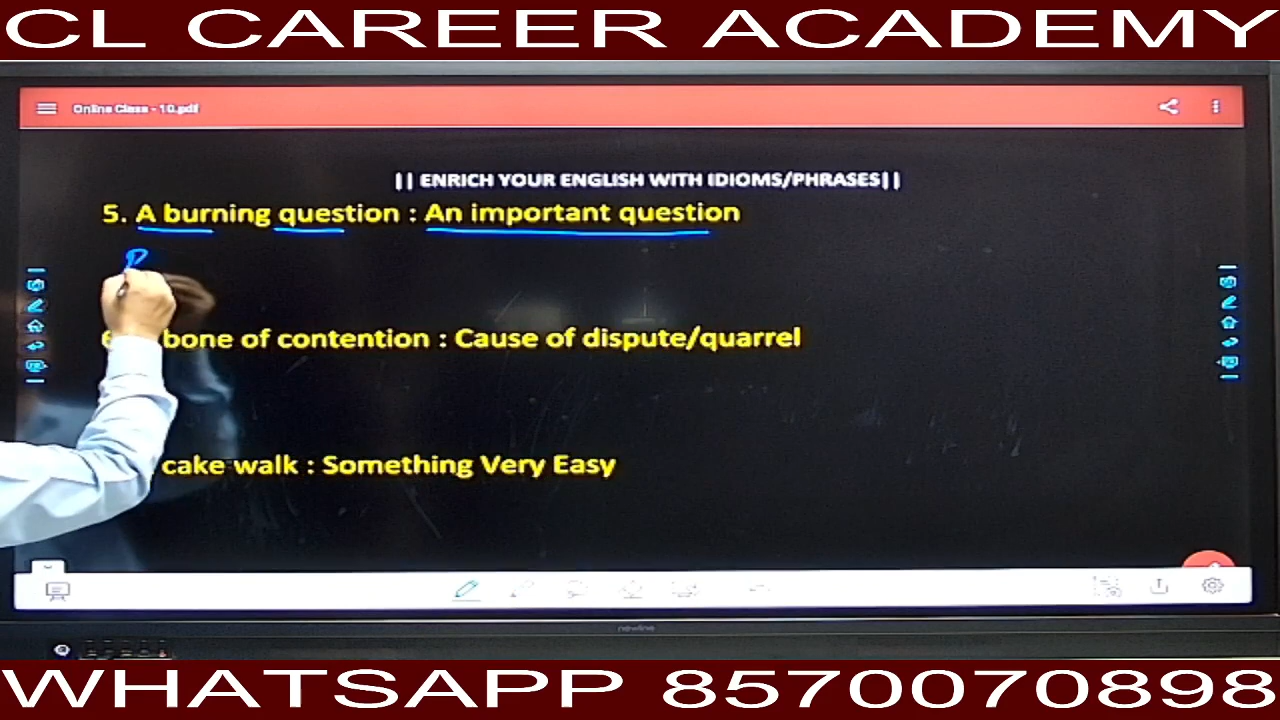 CL CAREER ACADEMY
Online Class - 10.pdf
|| ENRICH YOUR ENGLISH WITH IDIOMS/PHRASES||
5. A burning question : An important question
bone of contention : Cause of dispute/quarrel
cake walk : Something Very Easy
newline
WHATSAPP 8570070898